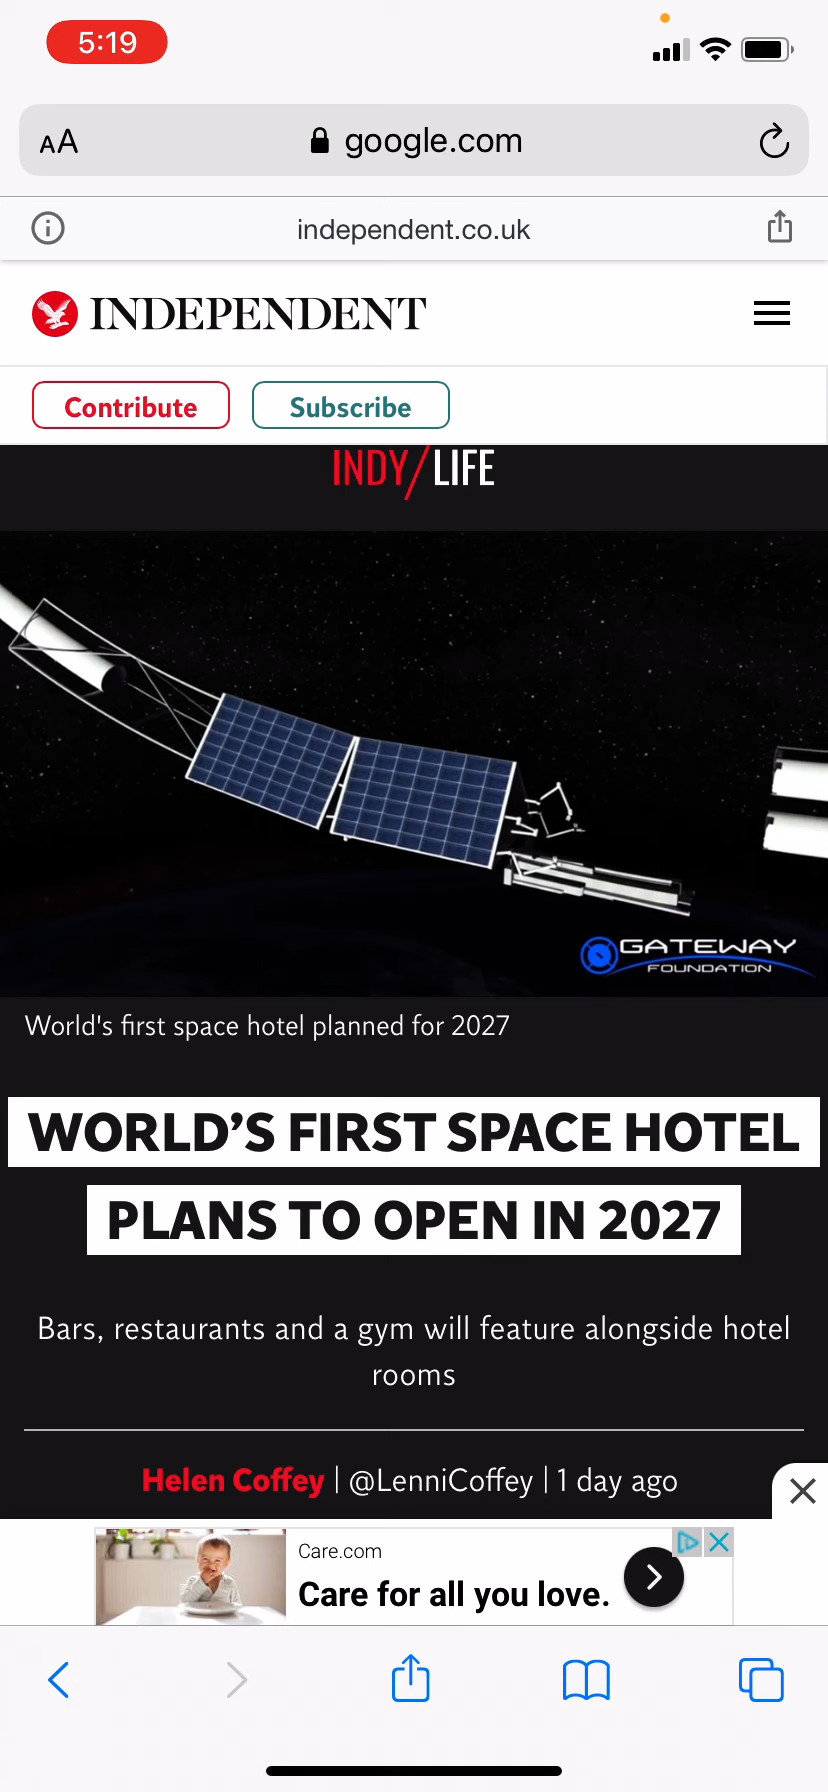 5:19
AA
google.com
independent.co.uk
INDEPENDENT
Contribute
Subscribe
INDY/LIFE
GATEWAY
FOUNDATION
World's first space hotel planned for 2027
WORLD’S FIRST SPACE HOTEL
PLANS TO OPEN IN 2027
Bars, restaurants and a gym will feature alongside hotel
rooms
Helen Coffey | @LenniCoffey | 1 day ago
Care.com
Care for all you love.